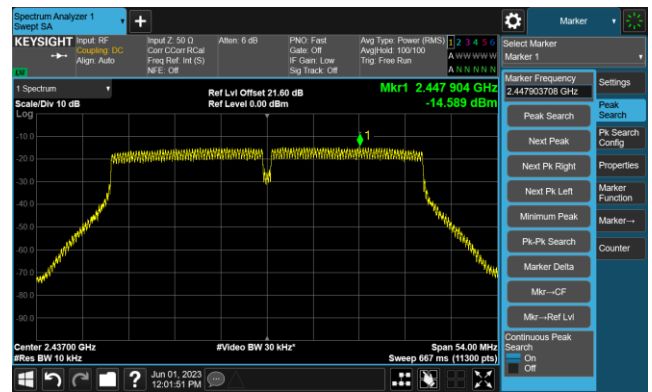 Spectrum Analyzer 1
Swept SA
Marker
KEYSIGHT
Input: RF
Coupling: DC
Align: Auto
Input Z: 50 Ω
Corr CCorr RCal
Freq Ref: Int (S)
NFE: Off
Atten: 6 dB
PNO: Fast
Gate: Off
IF Gain: Low
Sig Track: Off
Avg Type: Power (RMS)
Avg|Hold: 100/100
Trig: Free Run
1 2 3 4 5 6
A W W W W W
A N N N N N
LW
1 Spectrum
Scale/Div 10 dB
Log
Ref Lvl Offset 21.60 dB
Ref Level 0.00 dBm
Mkr1 2.447 904 GHz
-14.589 dBm
1
-10.0
-20.0
-30.0
-40.0
-50.0
-60.0
-70.0
-80.0
-90.0
Center 2.43700 GHz
#Res BW 10 kHz
#Video BW 30 kHz*
Span 54.00 MHz
Sweep 667 ms (11300 pts)
Select Marker
Marker 1
Marker Frequency
2.447903708 GHz
Peak Search
Next Peak
Next Pk Right
Next Pk Left
Minimum Peak
Pk-Pk Search
Marker Delta
Mkr→CF
Mkr→Ref Lvl
Continuous Peak
Search
On
Off
Settings
Peak
Search
Pk Search
Config
Properties
Marker
Function
Marker→
Counter
Jun 01, 2023
12:01:51 PM